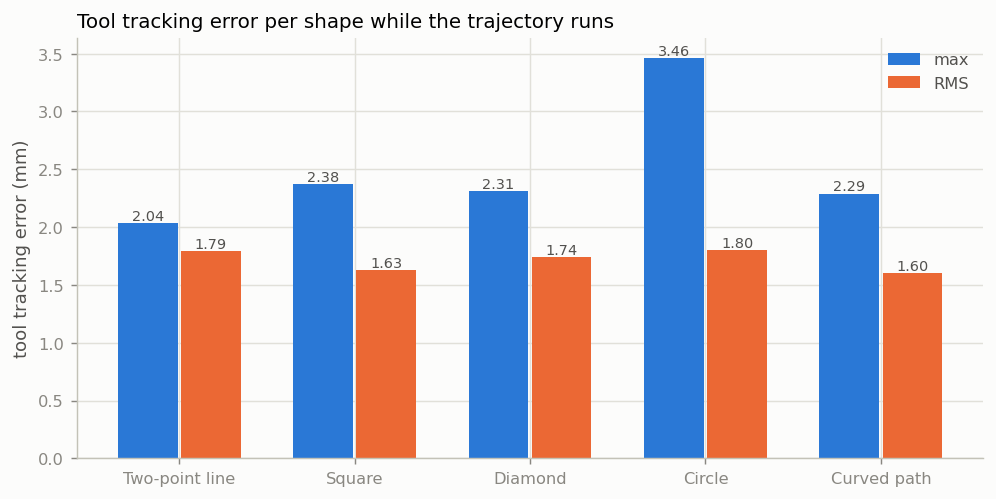 Tool tracking error per shape while the trajectory runs
max
RMS
tool tracking error (mm)
3.5
3.0
2.5
2.0
1.5
1.0
0.5
0.0
2.04
1.79
2.38
1.63
2.31
1.74
3.46
1.80
2.29
1.60
Two-point line
Square
Diamond
Circle
Curved path